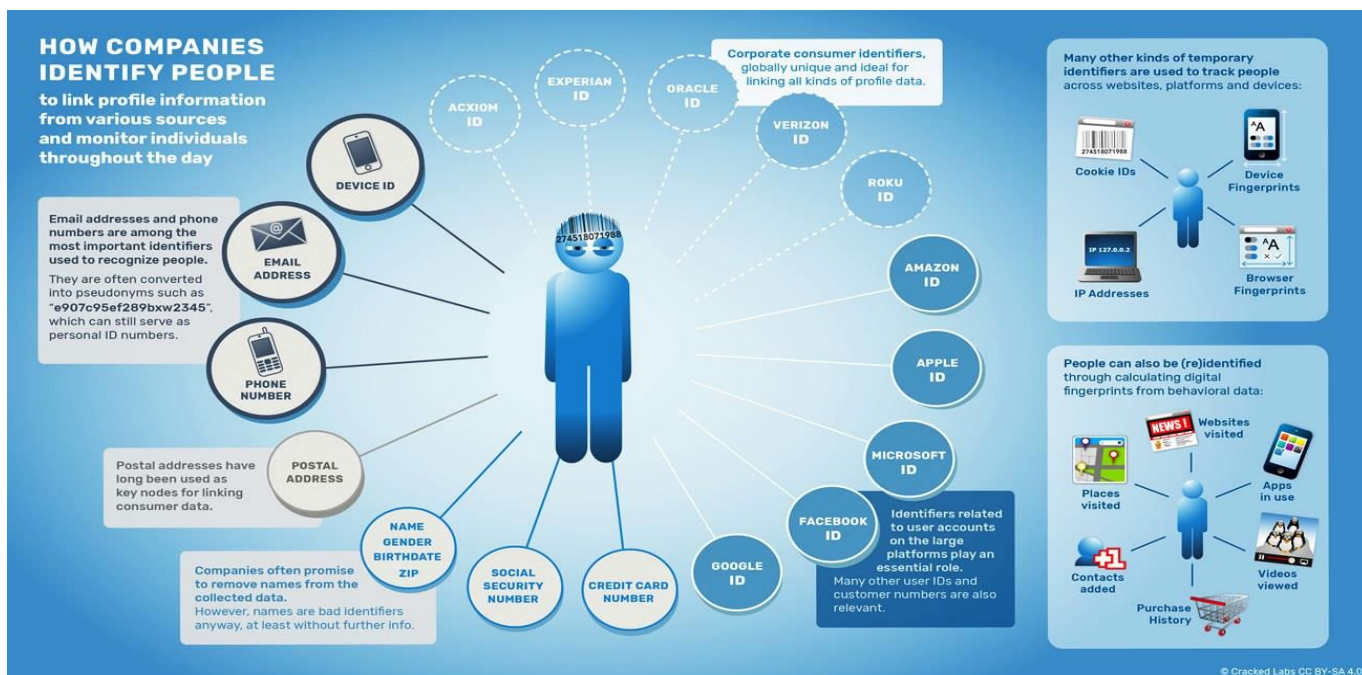 HOW COMPANIES
IDENTIFY PEOPLE
to link profile information
from various sources
and monitor individuals
throughout the day
ACXIOM
ID
EXPERIAN
ID
ORACLE
ID
Corporate consumer identifiers,
globally unique and ideal for
linking all kinds of profile data.
VERIZON
ID
ROKU
ID
DEVICE ID
Email addresses and phone
numbers are among the
most important identifiers
used to recognize people.
They are often converted
into pseudonyms such as
“e907c95ef289bxw2345”,
which can still serve as
personal ID numbers.
@
EMAIL
ADDRESS
PHONE
NUMBER
274518071988
AMAZON
ID
APPLE
ID
MICROSOFT
ID
FACEBOOK
ID
GOOGLE
ID
Identifiers related
to user accounts
on the large
platforms play an
essential role.
Many other user IDs and
customer numbers are also
relevant.
Postal addresses have
long been used as
key nodes for linking
consumer data.
POSTAL
ADDRESS
NAME
GENDER
BIRTHDATE
ZIP
Companies often promise
to remove names from the
collected data.
However, names are bad identifiers
anyway, at least without further info.
SOCIAL
SECURITY
NUMBER
CREDIT CARD
NUMBER
Many other kinds of temporary
identifiers are used to track people
across websites, platforms and devices:
274518071988
Cookie IDs
AA
Device
Fingerprints
IP 127.0.0.2
IP Addresses
AA
Browser
Fingerprints
People can also be (re)identified
through calculating digital
fingerprints from behavioral data:
NEWS!
Websites
visited
Places
visited
Apps
in use
+1
Contacts
added
Videos
viewed
Purchase
History
© Cracked Labs CC BY-SA 4.0